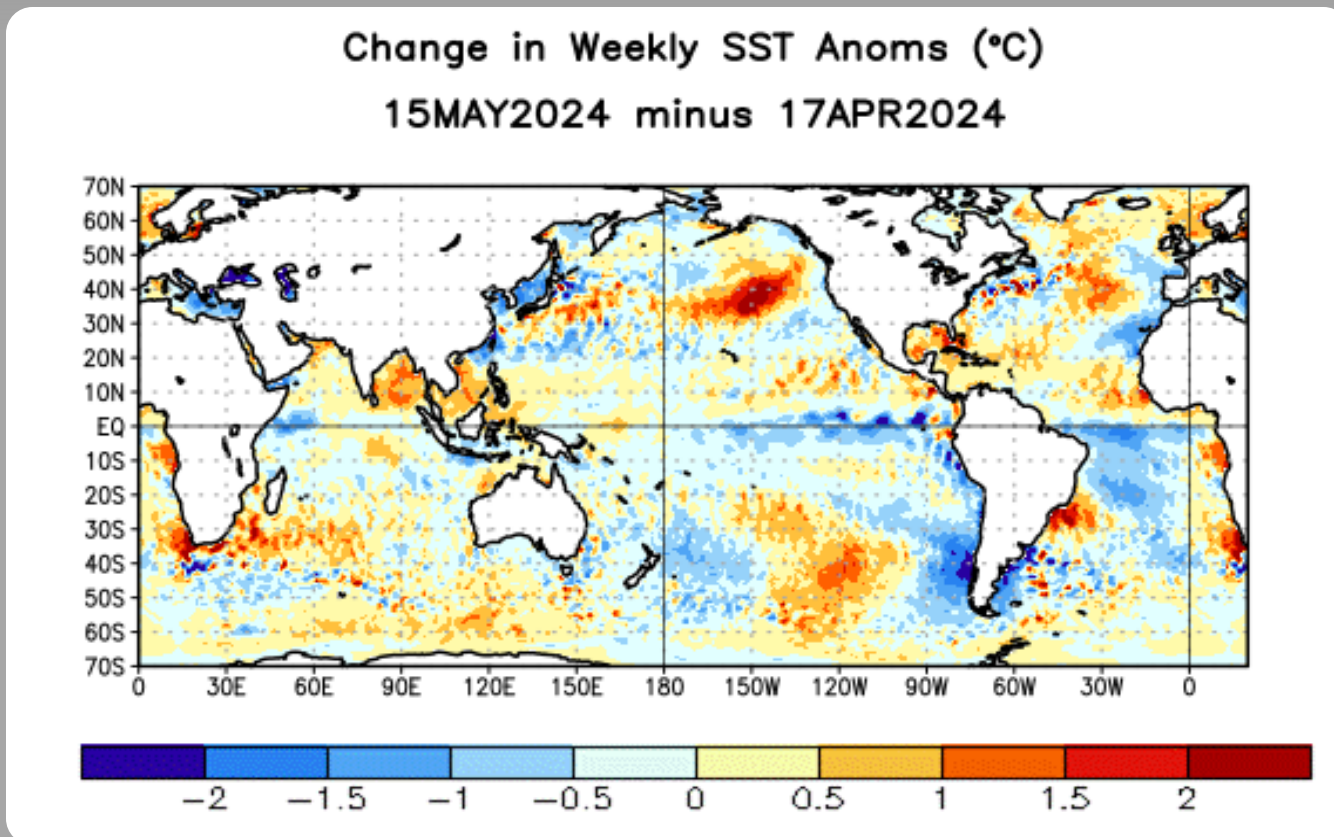 Change in Weekly SST Anoms (°C)
15MAY2024 minus 17APR2024
70N
60N
50N
40N
30N
20N
10N
EQ
10S
20S
30S
40S
50S
60S
70S
0 30E 60E 90E 120E 150E 180 150W 120W 90W 60W 30W 0
−2 −1.5 −1 −0.5 0 0.5 1 1.5 2